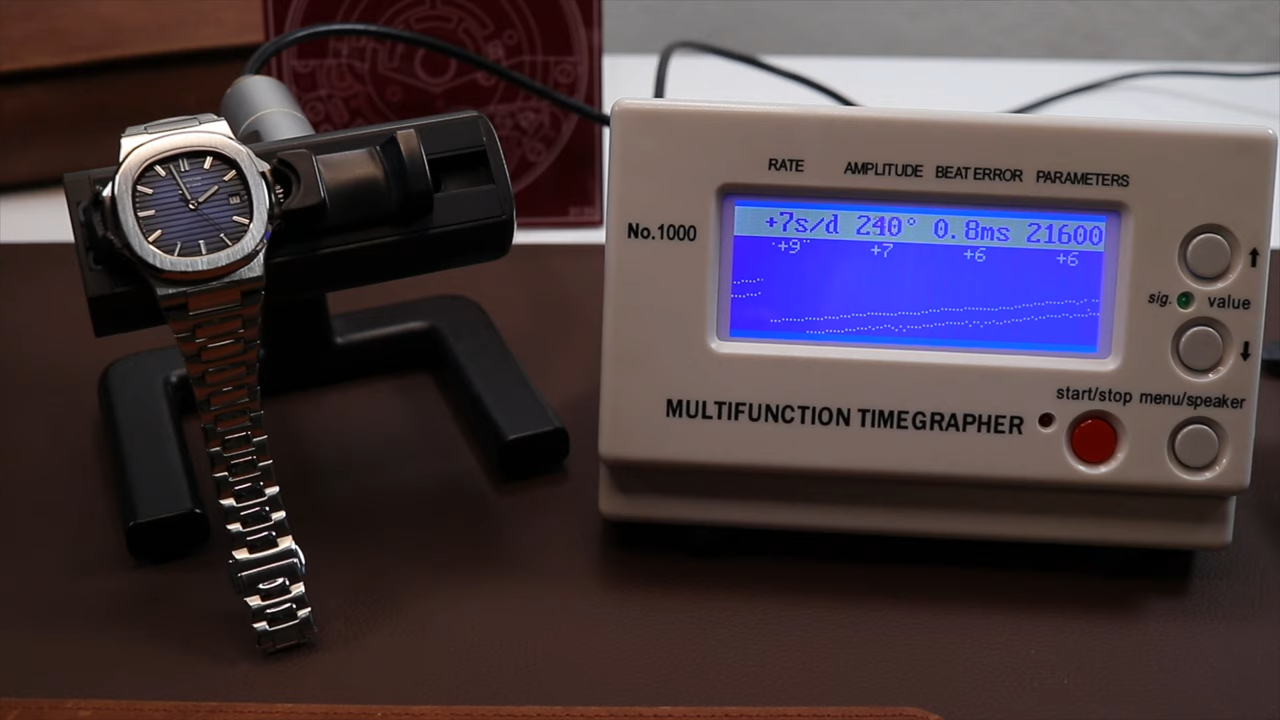 RATE AMPLITUDE BEAT ERROR PARAMETERS
No.1000
+7s/d 240° 0.8ms 21600
+9 +7 +6 +6
sig. value
start/stop menu/speaker
MULTIFUNCTION TIMEGRAPHER